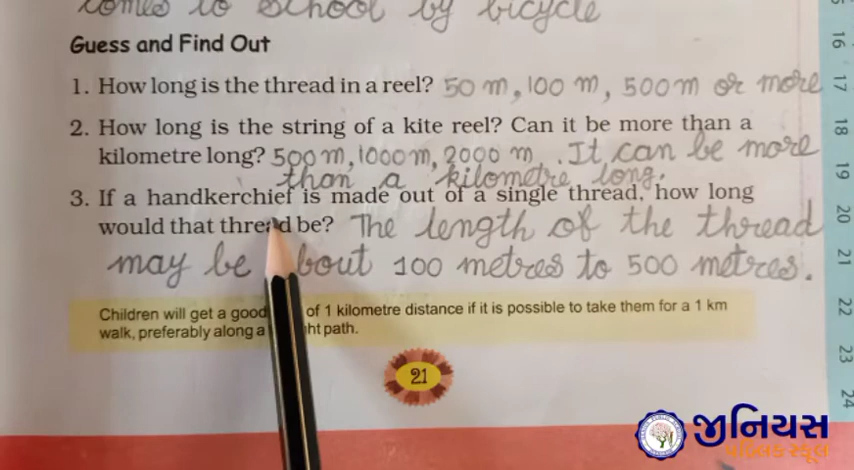 comes to school by bicycle
Guess and Find Out
1. How long is the thread in a reel? 50 m, 100 m, 500 m or more
2. How long is the string of a kite reel? Can it be more than a
kilometre long? 500 m, 1000 m, 2000 m. It can be more
than a kilometre long.
3. If a handkerchief is made out of a single thread, how long
would that thread be? The length of the thread
may be bout 100 metres to 500 metres.
Children will get a good of 1 kilometre distance if it is possible to take them for a 1 km
walk, preferably along a ht path.
21
16
17
18
19
20
21
22
23
24
જીનિયસ
પબ્લિક સ્કૂલ